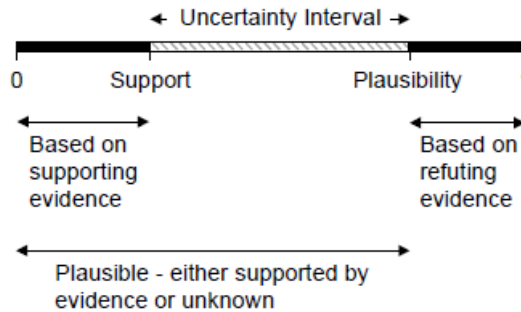 Uncertainty Interval
0 Support Plausibility
Based on
supporting
evidence
Based on
refuting
evidence
Plausible - either supported by
evidence or unknown